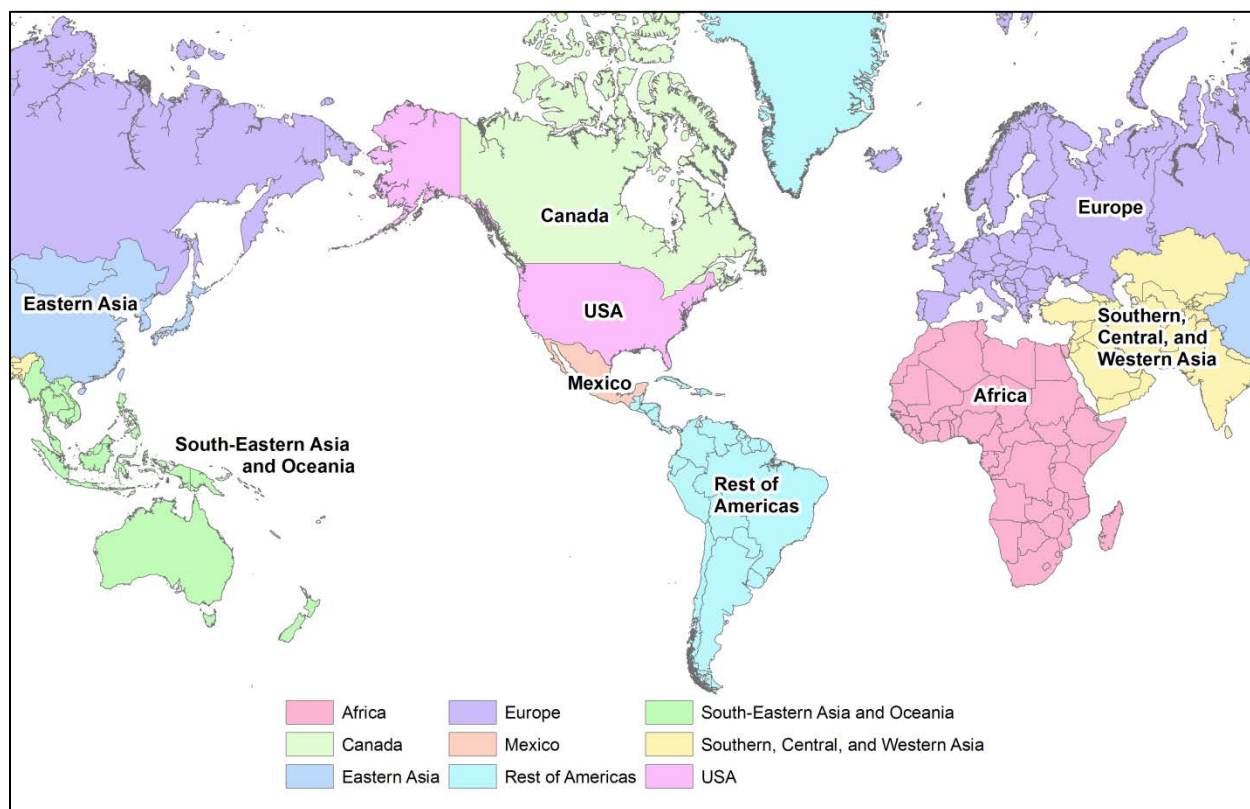 Canada
Europe
Eastern Asia
USA
Southern,
Central, and
Western Asia
Mexico
Africa
South-Eastern Asia
and Oceania
Rest of
Americas
Africa
Europe
South-Eastern Asia and Oceania
Canada
Mexico
Southern, Central, and Western Asia
Eastern Asia
Rest of Americas
USA